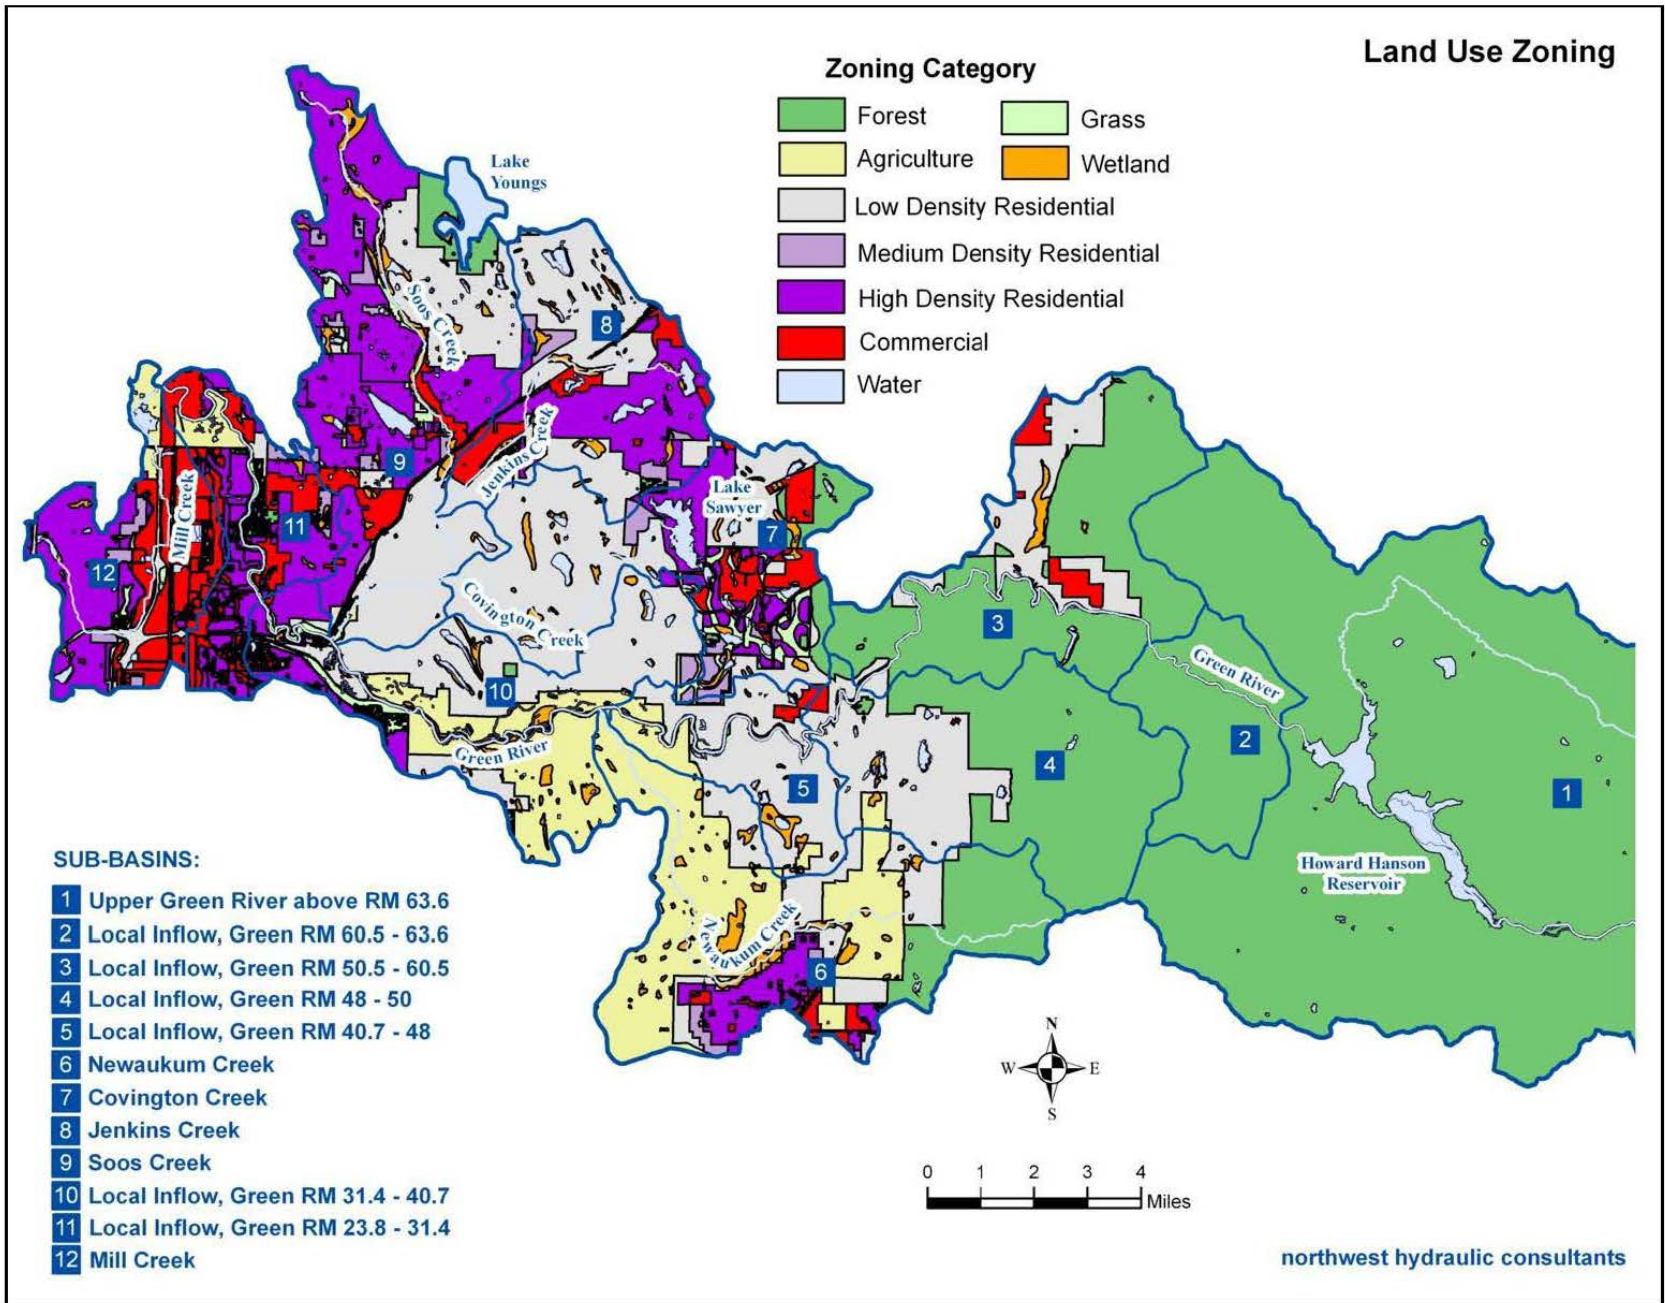 Land Use Zoning
Zoning Category
Forest
Grass
Agriculture
Wetland
Low Density Residential
Medium Density Residential
High Density Residential
Commercial
Water
Lake
Youngs
Soos Creek
8
Jenkins Creek
9
Lake
Sawyer
7
Mill Creek
11
12
Covington Creek
3
Green River
10
Green River
2
4
5
1
Howard Hanson
Reservoir
Newaukum Creek
6
SUB-BASINS:
1 Upper Green River above RM 63.6
2 Local Inflow, Green RM 60.5 - 63.6
3 Local Inflow, Green RM 50.5 - 60.5
4 Local Inflow, Green RM 48 - 50
5 Local Inflow, Green RM 40.7 - 48
6 Newaukum Creek
7 Covington Creek
8 Jenkins Creek
9 Soos Creek
10 Local Inflow, Green RM 31.4 - 40.7
11 Local Inflow, Green RM 23.8 - 31.4
12 Mill Creek
N
W E
S
0 1 2 3 4
Miles
northwest hydraulic consultants